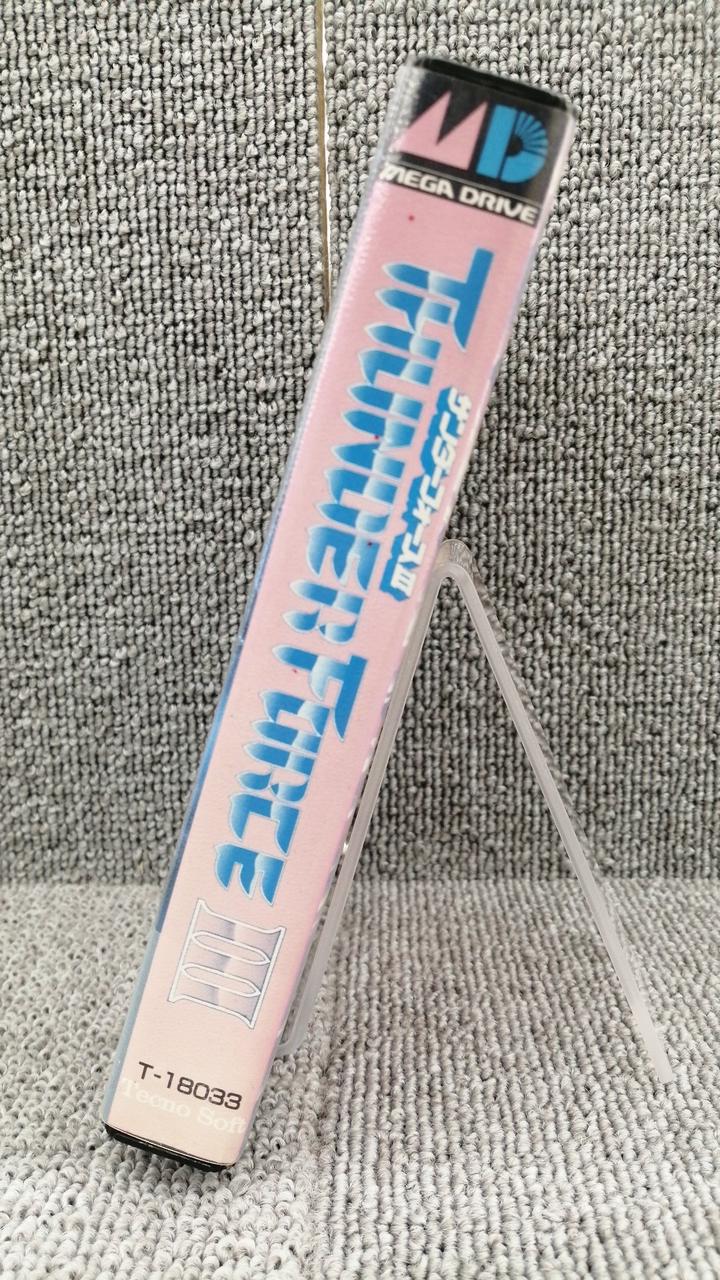 MD
MEGA DRIVE
THUNDER FORCE III
サンダーフォースIII
T-18033
Tecno Soft